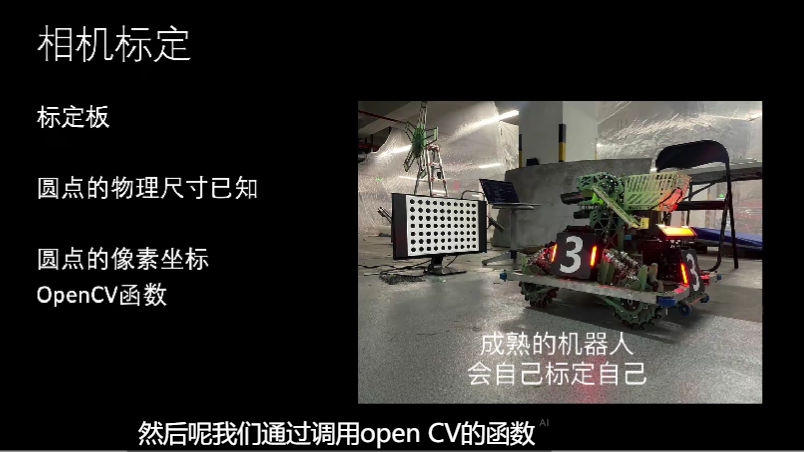 相机标定
标定板
圆点的物理尺寸已知
圆点的像素坐标
OpenCV函数
3
3
成熟的机器人
会自己标定自己
然后呢我们通过调用open CV的函数
AI